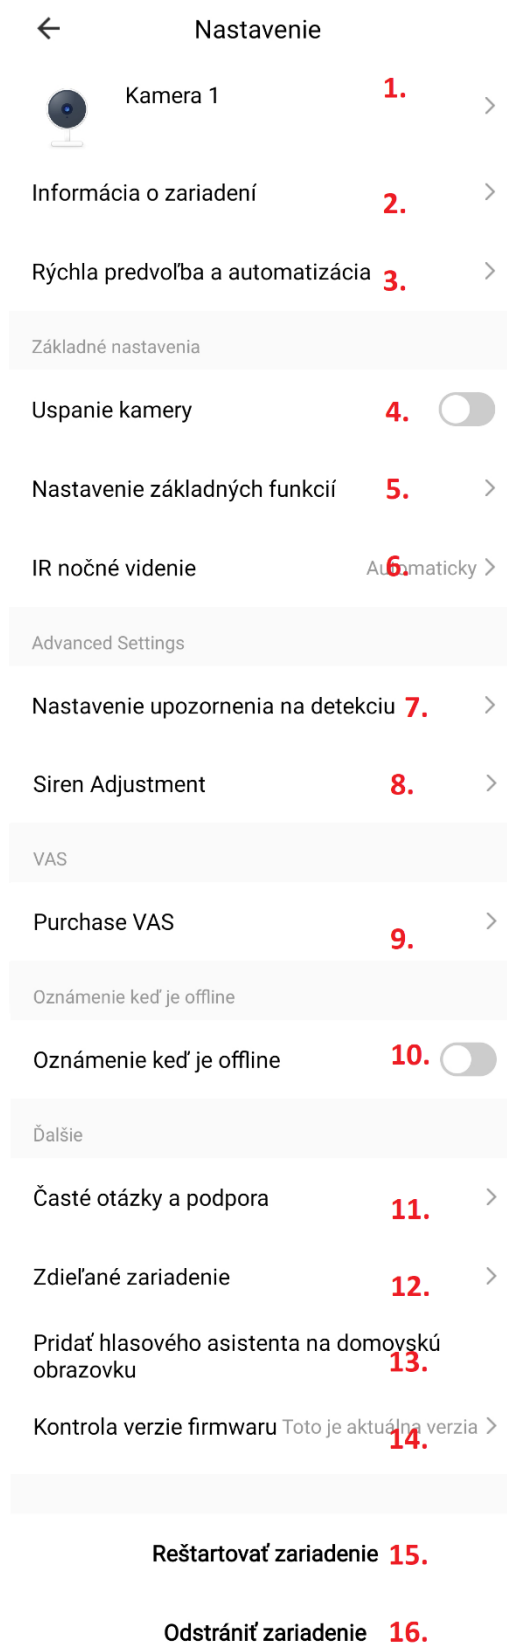 Nastavenie
Kamera 1 1.
Informácia o zariadení 2.
Rýchla predvoľba a automatizácia 3.
Základné nastavenia
Uspanie kamery 4.
Nastavenie základných funkcií 5.
IR nočné videnie Automaticky 6.
Advanced Settings
Nastavenie upozornenia na detekciu 7.
Siren Adjustment 8.
VAS
Purchase VAS 9.
Oznámenie keď je offline
Oznámenie keď je offline 10.
Ďalšie
Časté otázky a podpora 11.
Zdieľané zariadenie 12.
Pridať hlasového asistenta na domovskú
obrazovku 13.
Kontrola verzie firmwaru Toto je aktuálna verzia 14.
Reštartovať zariadenie 15.
Odstrániť zariadenie 16.